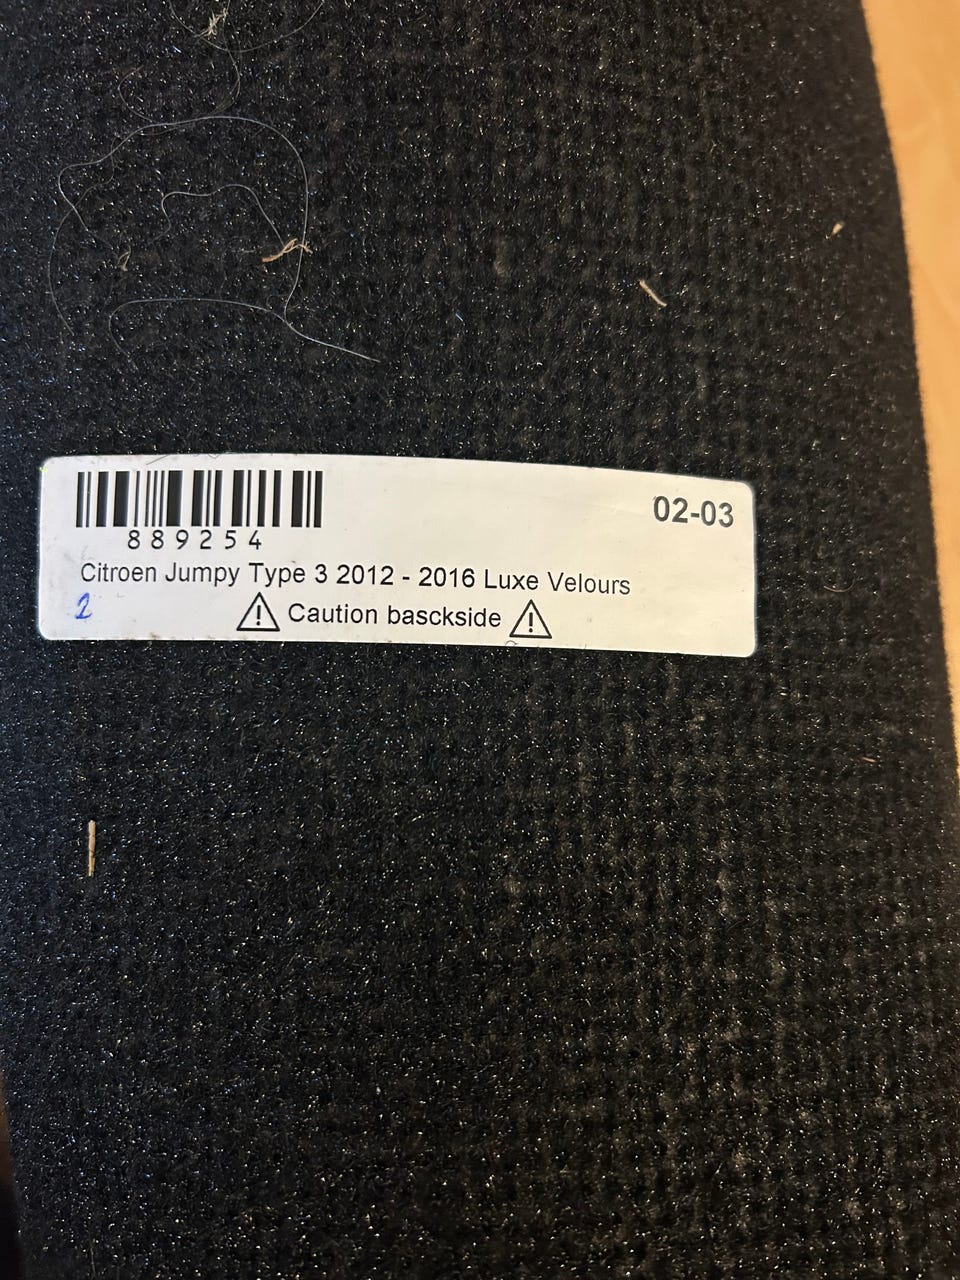 02-03
889254
Citroen Jumpy Type 3 2012 - 2016 Luxe Velours
2
Caution basckside